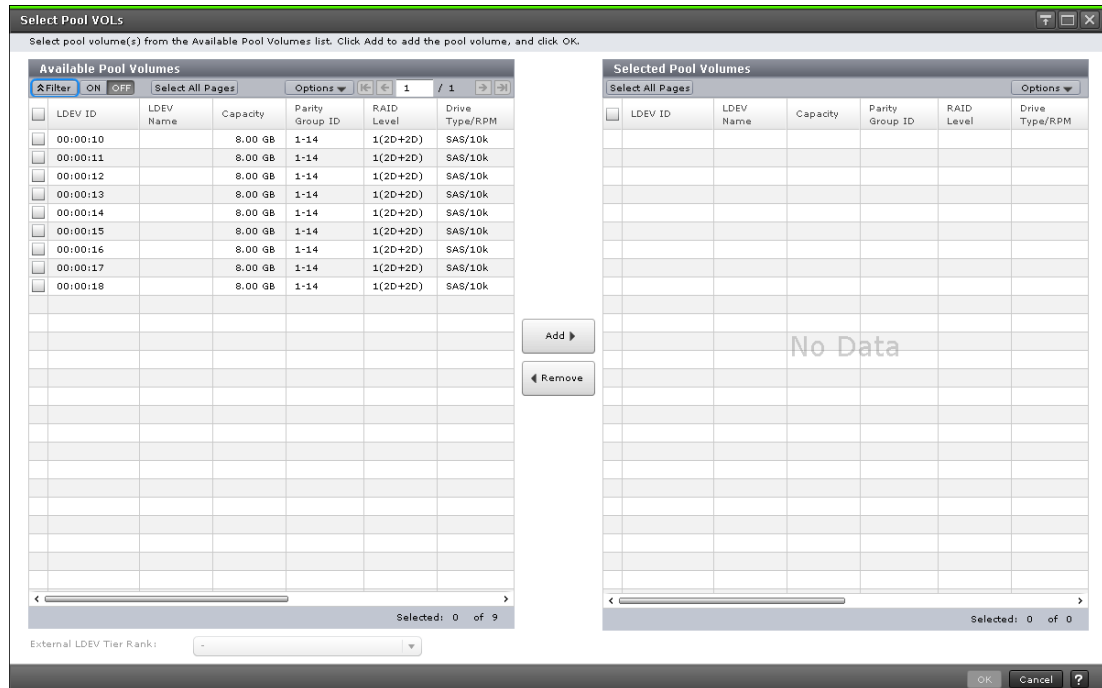 Select Pool VOLs
Select pool volume(s) from the Available Pool Volumes list. Click Add to add the pool volume, and click OK.
Available Pool Volumes
Filter ON OFF Select All Pages Options 1 / 1
LDEV ID LDEV Name Capacity Parity Group ID RAID Level Drive Type/RPM
00:00:10 8.00 GB 1-14 1(2D+2D) SAS/10k
00:00:11 8.00 GB 1-14 1(2D+2D) SAS/10k
00:00:12 8.00 GB 1-14 1(2D+2D) SAS/10k
00:00:13 8.00 GB 1-14 1(2D+2D) SAS/10k
00:00:14 8.00 GB 1-14 1(2D+2D) SAS/10k
00:00:15 8.00 GB 1-14 1(2D+2D) SAS/10k
00:00:16 8.00 GB 1-14 1(2D+2D) SAS/10k
00:00:17 8.00 GB 1-14 1(2D+2D) SAS/10k
00:00:18 8.00 GB 1-14 1(2D+2D) SAS/10k
Selected: 0 of 9
External LDEV Tier Rank: -
Add
Remove
Selected Pool Volumes
Select All Pages Options
LDEV ID LDEV Name Capacity Parity Group ID RAID Level Drive Type/RPM
No Data
Selected: 0 of 0
OK Cancel ?